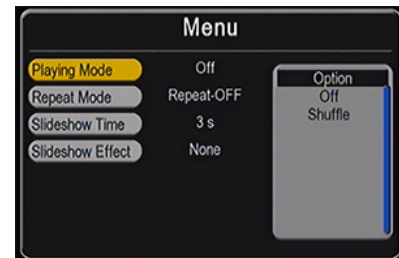 Menu
Playing Mode Off
Repeat Mode Repeat-OFF
Slideshow Time 3 s
Slideshow Effect None
Option
Off
Shuffle